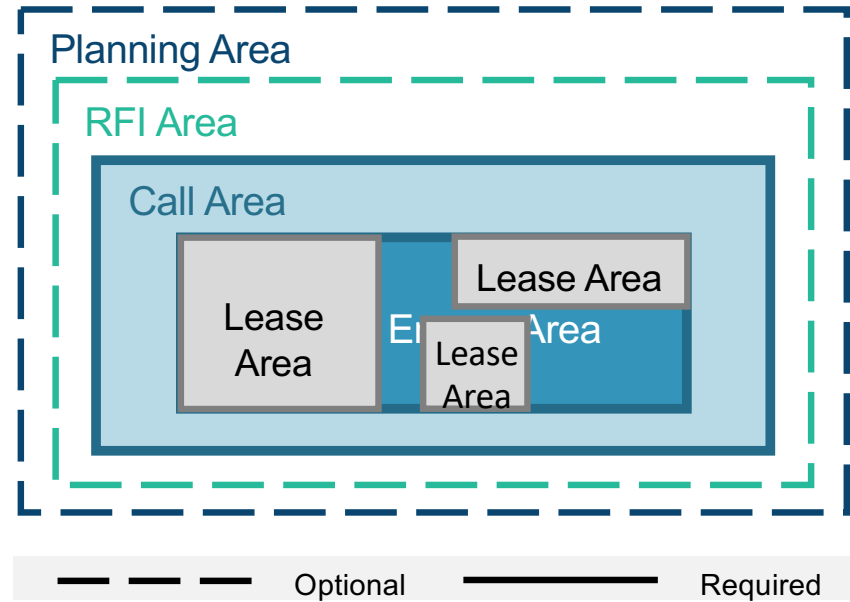 Planning Area
RFI Area
Call Area
Lease Area
Lease
Area
Area
Lease
Area
Optional
Required